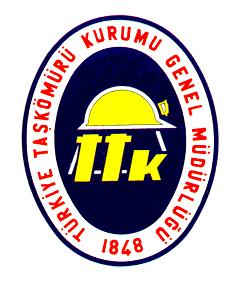 TÜRKİYE TAŞKÖMÜRÜ KURUMU GENEL MÜDÜRLÜĞÜ
T.T.K
1848